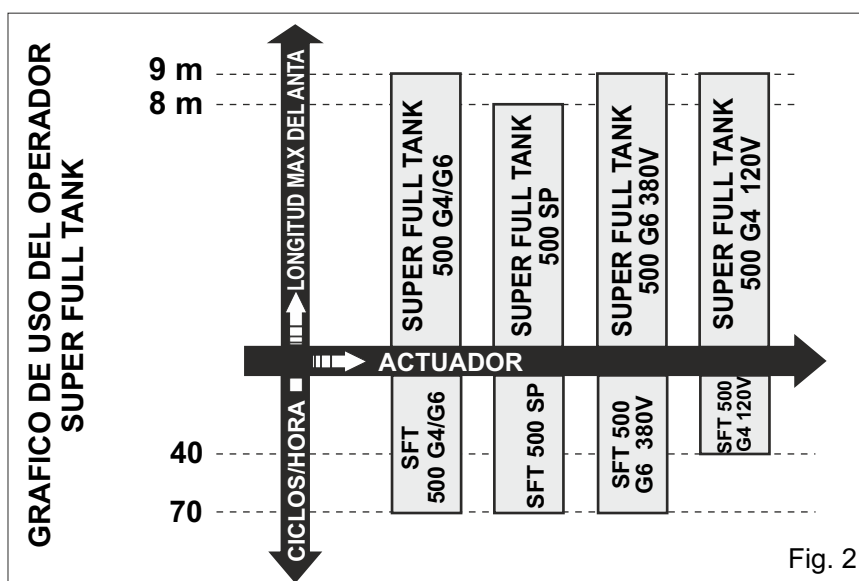 GRAFICO DE USO DEL OPERADOR
SUPER FULL TANK
9 m
8 m
LONGITUD MAX DEL ANTA
SUPER FULL TANK
500 G4/G6
SUPER FULL TANK
500 SP
SUPER FULL TANK
500 G6 380V
SUPER FULL TANK
500 G4 120V
ACTUADOR
CICLOS/HORA
40
70
SFT
500 G4/G6
SFT 500 SP
SFT 500
G6 380V
SFT 500
G4 120V
Fig. 2